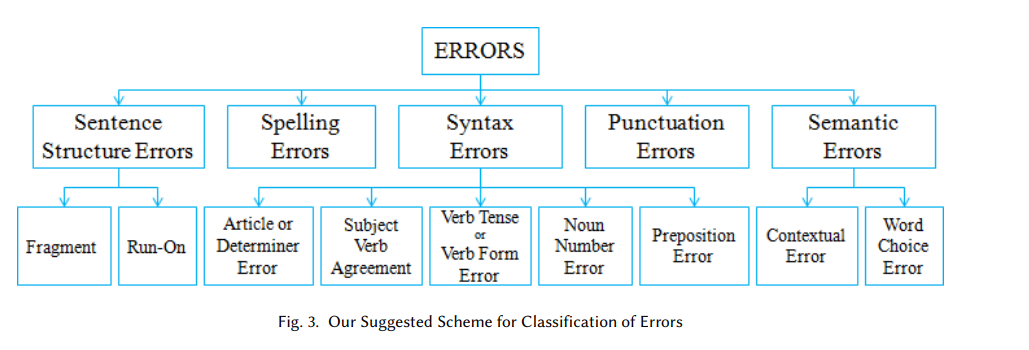 ERRORS
Sentence
Structure Errors
Spelling
Errors
Syntax
Errors
Punctuation
Errors
Semantic
Errors
Fragment
Run-On
Article or
Determiner
Error
Subject
Verb
Agreement
Verb Tense
or
Verb Form
Error
Noun
Number
Error
Preposition
Error
Contextual
Error
Word
Choice
Error
Fig. 3. Our Suggested Scheme for Classification of Errors